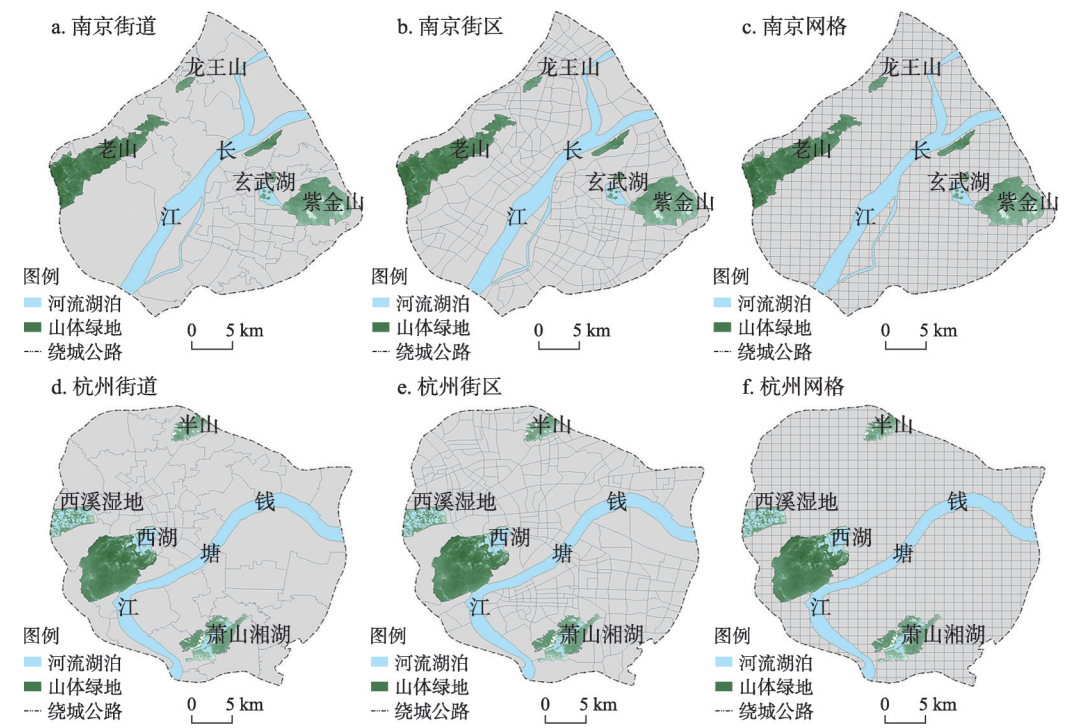 a. 南京街道
龙王山
老山
长
玄武湖
紫金山
江
图例
河流湖泊
山体绿地
绕城公路
0 5 km
b. 南京街区
龙王山
老山
长
玄武湖
紫金山
江
图例
河流湖泊
山体绿地
绕城公路
0 5 km
c. 南京网格
龙王山
老山
长
玄武湖
紫金山
江
图例
河流湖泊
山体绿地
绕城公路
0 5 km
d. 杭州街道
半山
西溪湿地
钱
西湖
塘
江
萧山湘湖
图例
河流湖泊
山体绿地
绕城公路
0 5 km
e. 杭州街区
半山
西溪湿地
钱
西湖
塘
江
萧山湘湖
图例
河流湖泊
山体绿地
绕城公路
0 5 km
f. 杭州网格
半山
西溪湿地
钱
西湖
塘
江
萧山湘湖
图例
河流湖泊
山体绿地
绕城公路
0 5 km